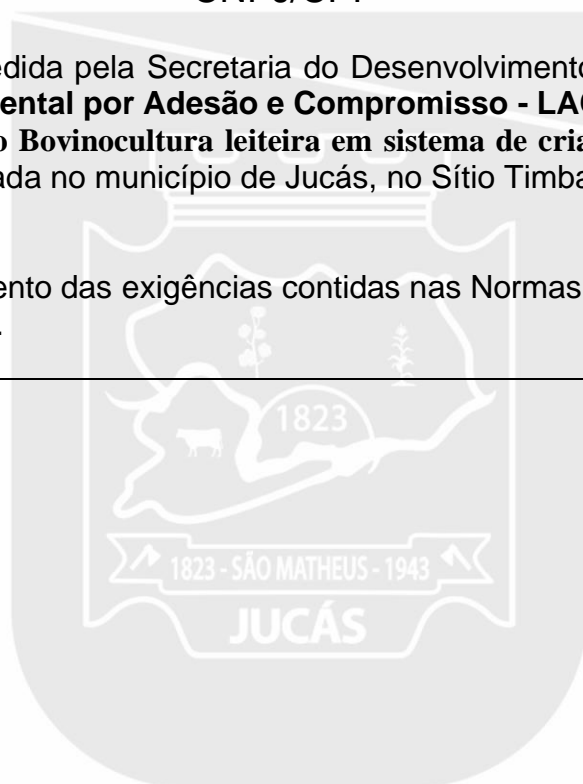 edida pela Secretaria do Desenvolvimento
ental por Adesão e Compromisso - LA
o Bovinocultura leiteira em sistema de cria
ada no município de Jucás, no Sítio Timba
ento das exigências contidas nas Normas
1823
1823 - SÃO MATHEUS - 1943
JUCÁS